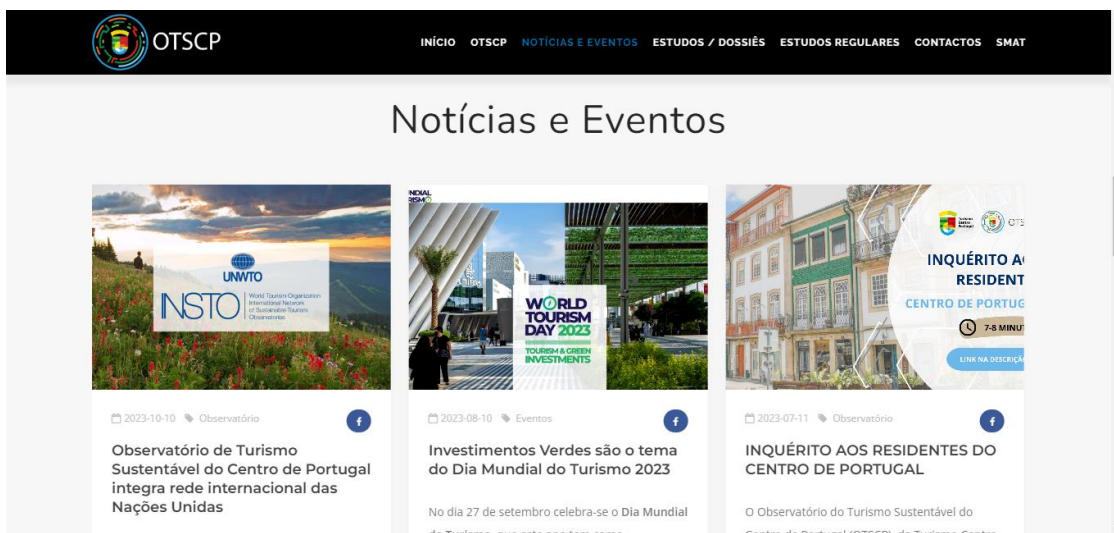 OTSCP
INÍCIO OTSCP NOTÍCIAS E EVENTOS ESTUDOS / DOSSIÊS ESTUDOS REGULARES CONTACTOS SMAT
Notícias e Eventos
UNWTO
INSTO
World Tourism Organization
International Network
of Sustainable Tourism
Observatories
2023-10-10 Observatório
Observatório de Turismo
Sustentável do Centro de Portugal
integra rede internacional das
Nações Unidas
WORLD
TOURISM
DAY 2023
TOURISM & GREEN
INVESTMENTS
2023-08-10 Eventos
Investimentos Verdes são o tema
do Dia Mundial do Turismo 2023
No dia 27 de setembro celebra-se o Dia Mundial
INQUÉRITO A
RESIDENT
CENTRO DE PORTUG
7-8 MINU
LINK NA DESCRIÇÃ
2023-07-11 Observatório
INQUÉRITO AOS RESIDENTES DO
CENTRO DE PORTUGAL
O Observatório do Turismo Sustentável do